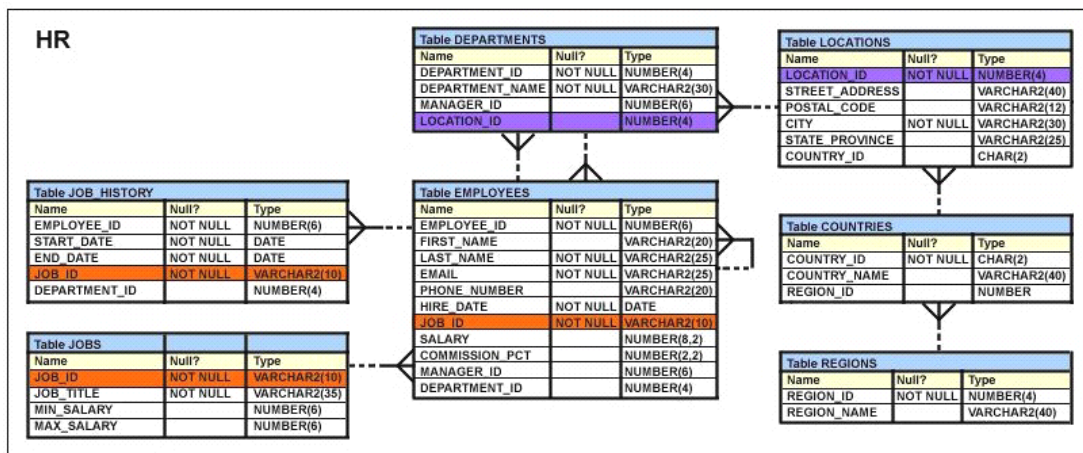 HR
Table DEPARTMENTS
Name Null? Type
DEPARTMENT_ID NOT NULL NUMBER(4)
DEPARTMENT_NAME NOT NULL VARCHAR2(30)
MANAGER_ID NUMBER(6)
LOCATION_ID NUMBER(4)
Table LOCATIONS
Name Null? Type
LOCATION_ID NOT NULL NUMBER(4)
STREET_ADDRESS VARCHAR2(40)
POSTAL_CODE VARCHAR2(12)
CITY NOT NULL VARCHAR2(30)
STATE_PROVINCE VARCHAR2(25)
COUNTRY_ID CHAR(2)
Table JOB_HISTORY
Name Null? Type
EMPLOYEE_ID NOT NULL NUMBER(6)
START_DATE NOT NULL DATE
END_DATE NOT NULL DATE
JOB_ID NOT NULL VARCHAR2(10)
DEPARTMENT_ID NUMBER(4)
Table EMPLOYEES
Name Null? Type
EMPLOYEE_ID NOT NULL NUMBER(6)
FIRST_NAME VARCHAR2(20)
LAST_NAME NOT NULL VARCHAR2(25)
EMAIL NOT NULL VARCHAR2(25)
PHONE_NUMBER VARCHAR2(20)
HIRE_DATE NOT NULL DATE
JOB_ID NOT NULL VARCHAR2(10)
SALARY NUMBER(8,2)
COMMISSION_PCT NUMBER(2,2)
MANAGER_ID NUMBER(6)
DEPARTMENT_ID NUMBER(4)
Table COUNTRIES
Name Null? Type
COUNTRY_ID NOT NULL CHAR(2)
COUNTRY_NAME VARCHAR2(40)
REGION_ID NUMBER
Table JOBS
Name Null? Type
JOB_ID NOT NULL VARCHAR2(10)
JOB_TITLE NOT NULL VARCHAR2(35)
MIN_SALARY NUMBER(6)
MAX_SALARY NUMBER(6)
Table REGIONS
Name Null? Type
REGION_ID NOT NULL NUMBER(4)
REGION_NAME VARCHAR2(40)